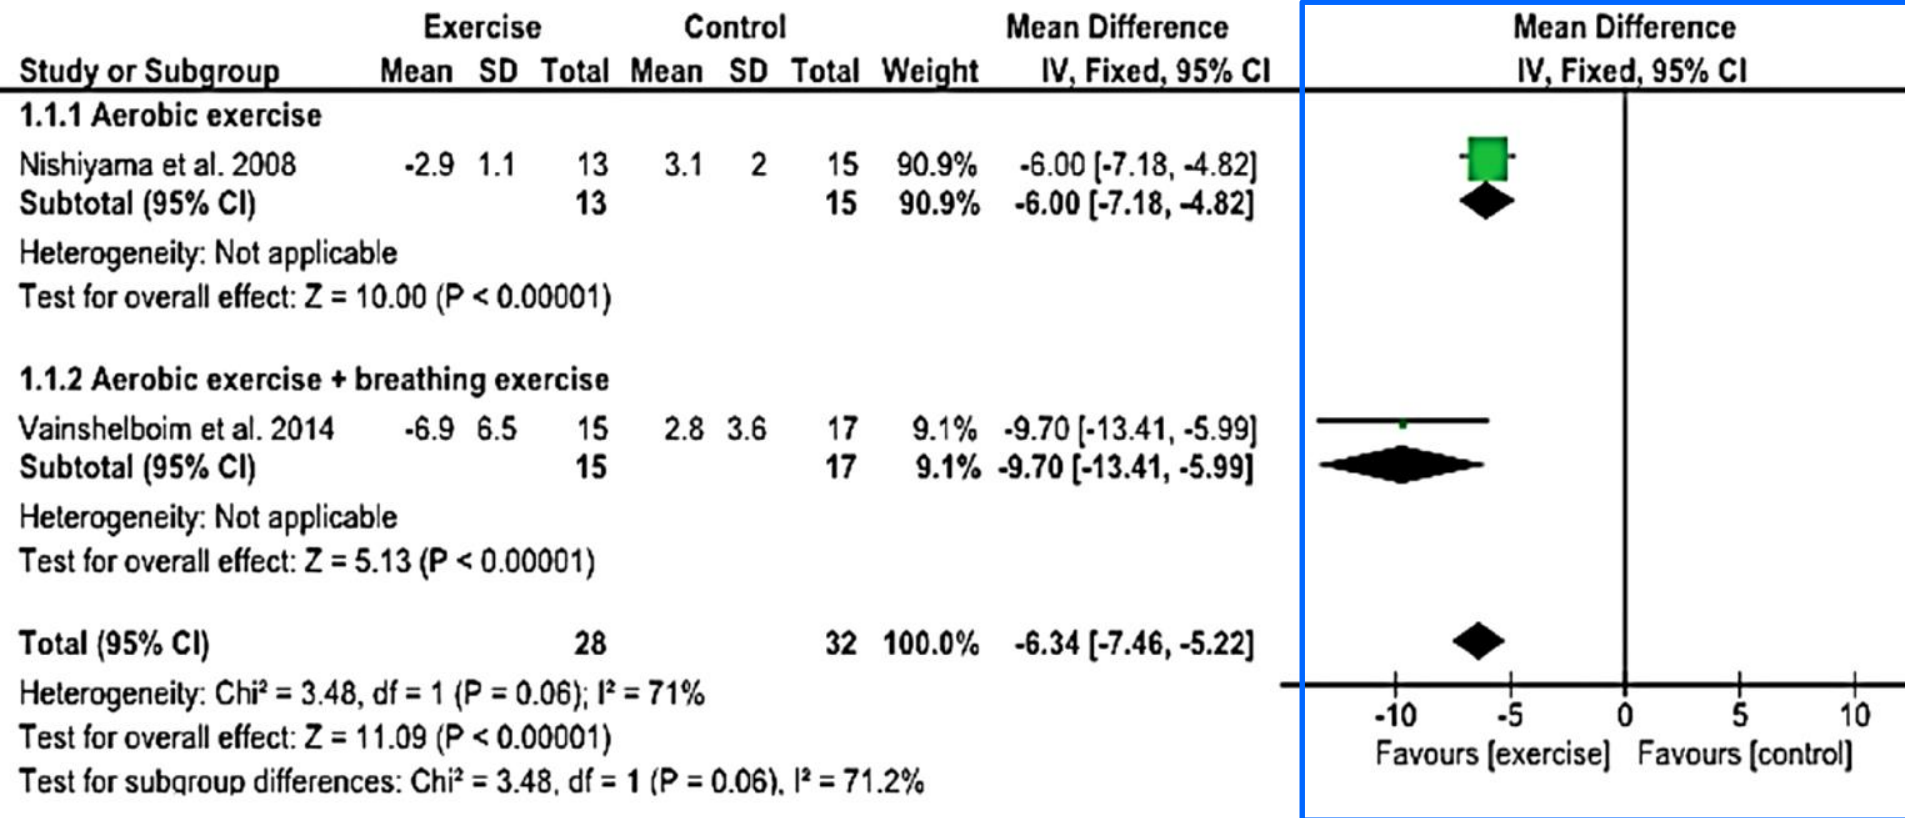 Exercise Control Mean Difference Mean Difference
Study or Subgroup Mean SD Total Mean SD Total Weight IV, Fixed, 95% CI IV, Fixed, 95% CI
1.1.1 Aerobic exercise
Nishiyama et al. 2008 -2.9 1.1 13 3.1 2 15 90.9% -6.00 [-7.18, -4.82]
Subtotal (95% CI) 13 15 90.9% -6.00 [-7.18, -4.82]
Heterogeneity: Not applicable
Test for overall effect: Z = 10.00 (P < 0.00001)
1.1.2 Aerobic exercise + breathing exercise
Vainshelboim et al. 2014 -6.9 6.5 15 2.8 3.6 17 9.1% -9.70 [-13.41, -5.99]
Subtotal (95% CI) 15 17 9.1% -9.70 [-13.41, -5.99]
Heterogeneity: Not applicable
Test for overall effect: Z = 5.13 (P < 0.00001)
Total (95% CI) 28 32 100.0% -6.34 [-7.46, -5.22]
Heterogeneity: Chi² = 3.48, df = 1 (P = 0.06); I² = 71%
Test for overall effect: Z = 11.09 (P < 0.00001)
Test for subgroup differences: Chi² = 3.48, df = 1 (P = 0.06), I² = 71.2%
-10 -5 0 5 10
Favours [exercise] Favours [control]